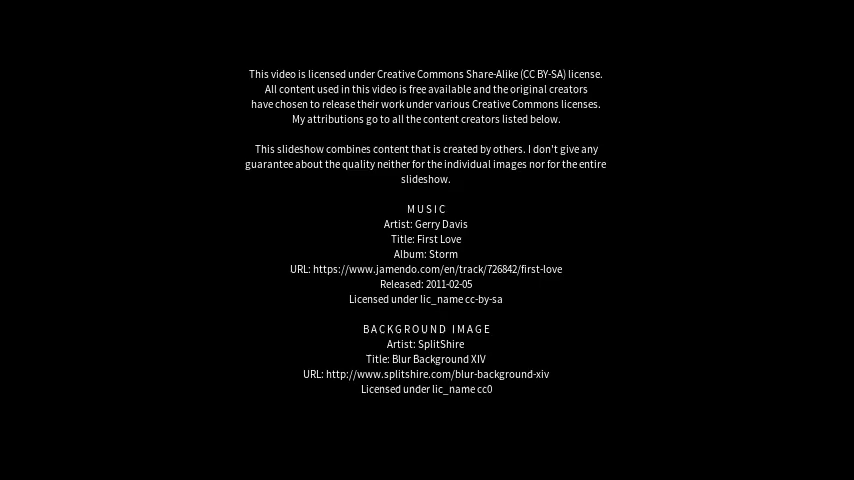 This video is licensed under Creative Commons Share-Alike (CC BY-SA) license.
All content used in this video is free available and the original creators
have chosen to release their work under various Creative Commons licenses.
My attributions go to all the content creators listed below.
This slideshow combines content that is created by others. I don't give any
guarantee about the quality neither for the individual images nor for the entire
slideshow.
MUSIC
Artist: Gerry Davis
Title: First Love
Album: Storm
URL: https://www.jamendo.com/en/track/726842/first-love
Released: 2011-02-05
Licensed under lic_name cc-by-sa
BACKGROUND IMAGE
Artist: SplitShire
Title: Blur Background XIV
URL: http://www.splitshire.com/blur-background-xiv
Licensed under lic_name cc0